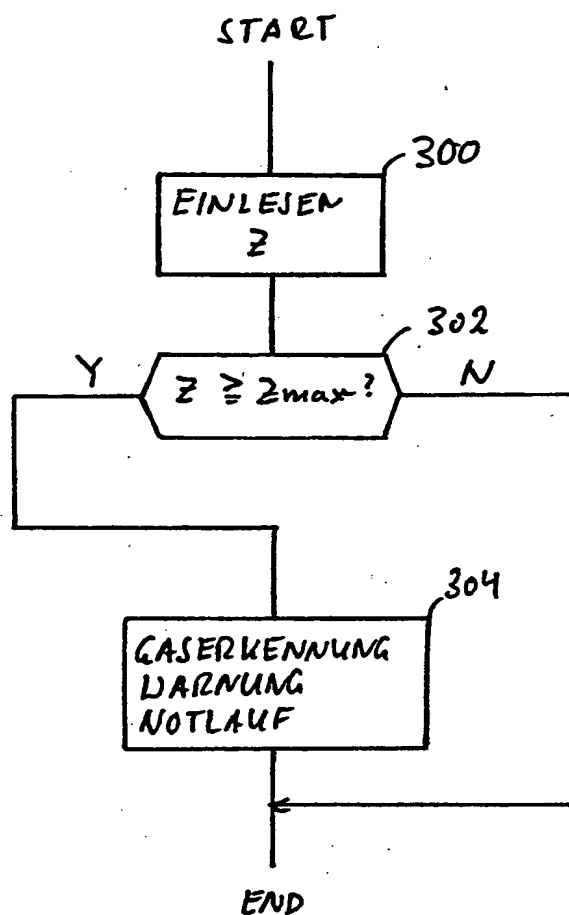 START
300
EINLESEN
Z
302
Y
Z ≧ Zmax?
N
304
GASERKENNUNG
WARNUNG
NOTLAUF
END